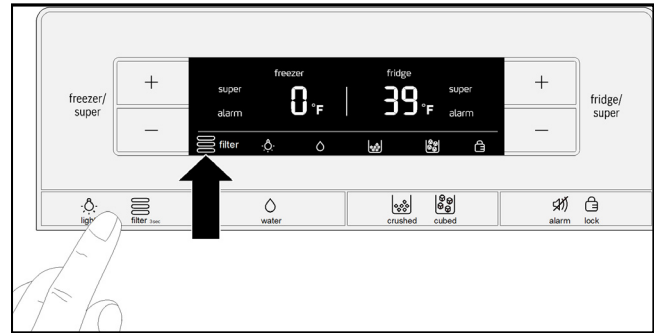 freezer/
super
+
−
freezer
super
alarm
0°F
fridge
39°F
super
alarm
filter
+
−
fridge/
super
light
filter 3sec
water
crushed cubed
alarm lock